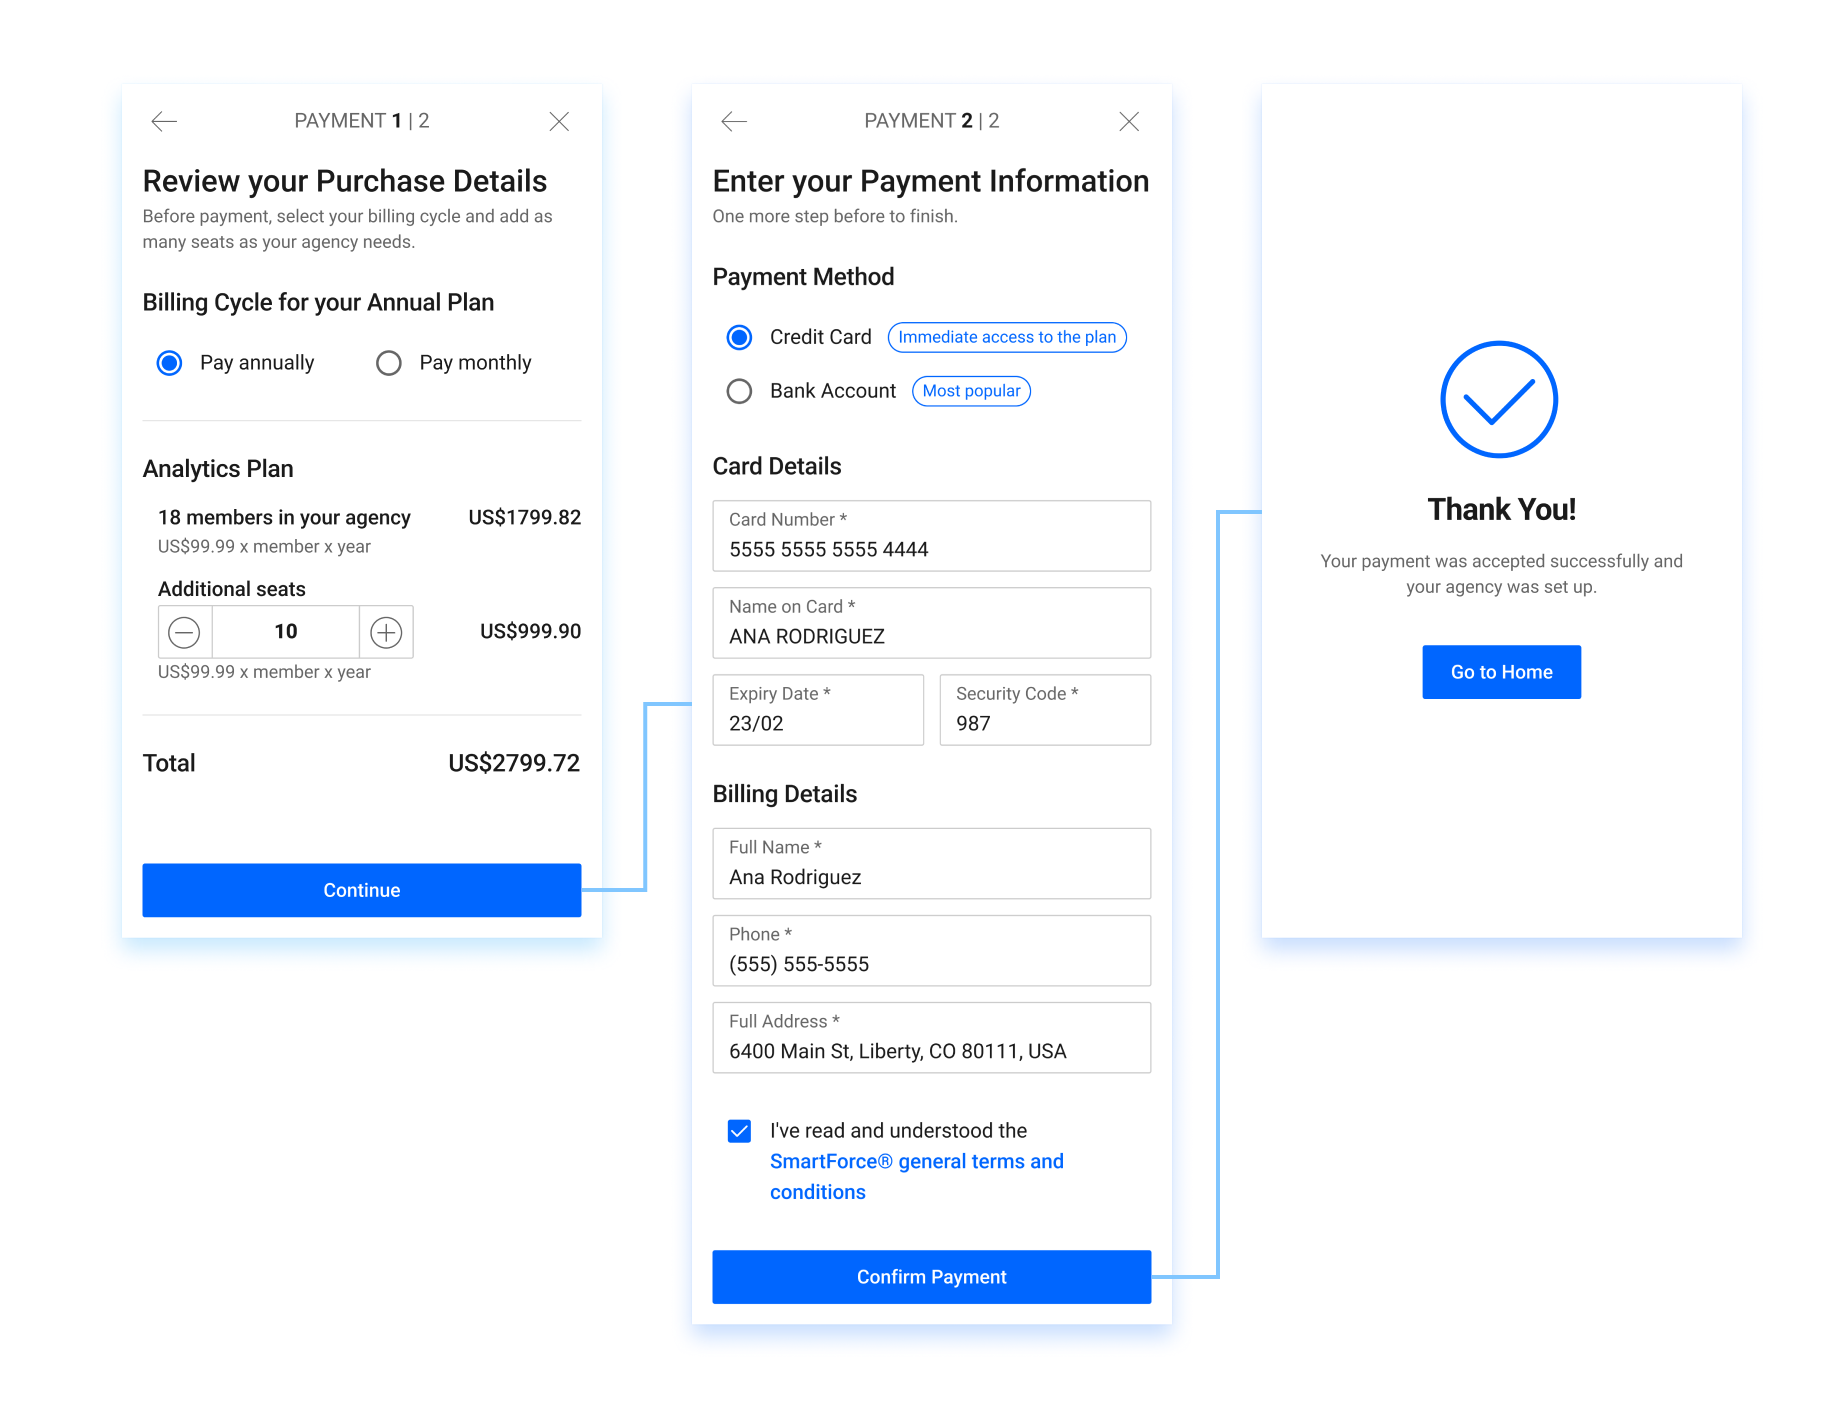 PAYMENT 1 | 2
Review your Purchase Details
Before payment, select your billing cycle and add as
many seats as your agency needs.
Billing Cycle for your Annual Plan
Pay annually
Pay monthly
Analytics Plan
18 members in your agency
US$1799.82
US$99.99 x member x year
Additional seats
10
US$999.90
US$99.99 x member x year
Total
US$2799.72
Continue
PAYMENT 2 | 2
Enter your Payment Information
One more step before to finish.
Payment Method
Credit Card
Immediate access to the plan
Bank Account
Most popular
Card Details
Card Number *
5555 5555 5555 4444
Name on Card *
ANA RODRIGUEZ
Expiry Date *
23/02
Security Code *
987
Billing Details
Full Name *
Ana Rodriguez
Phone *
(555) 555-5555
Full Address *
6400 Main St, Liberty, CO 80111, USA
I've read and understood the
SmartForce® general terms and
conditions
Confirm Payment
Thank You!
Your payment was accepted successfully and
your agency was set up.
Go to Home